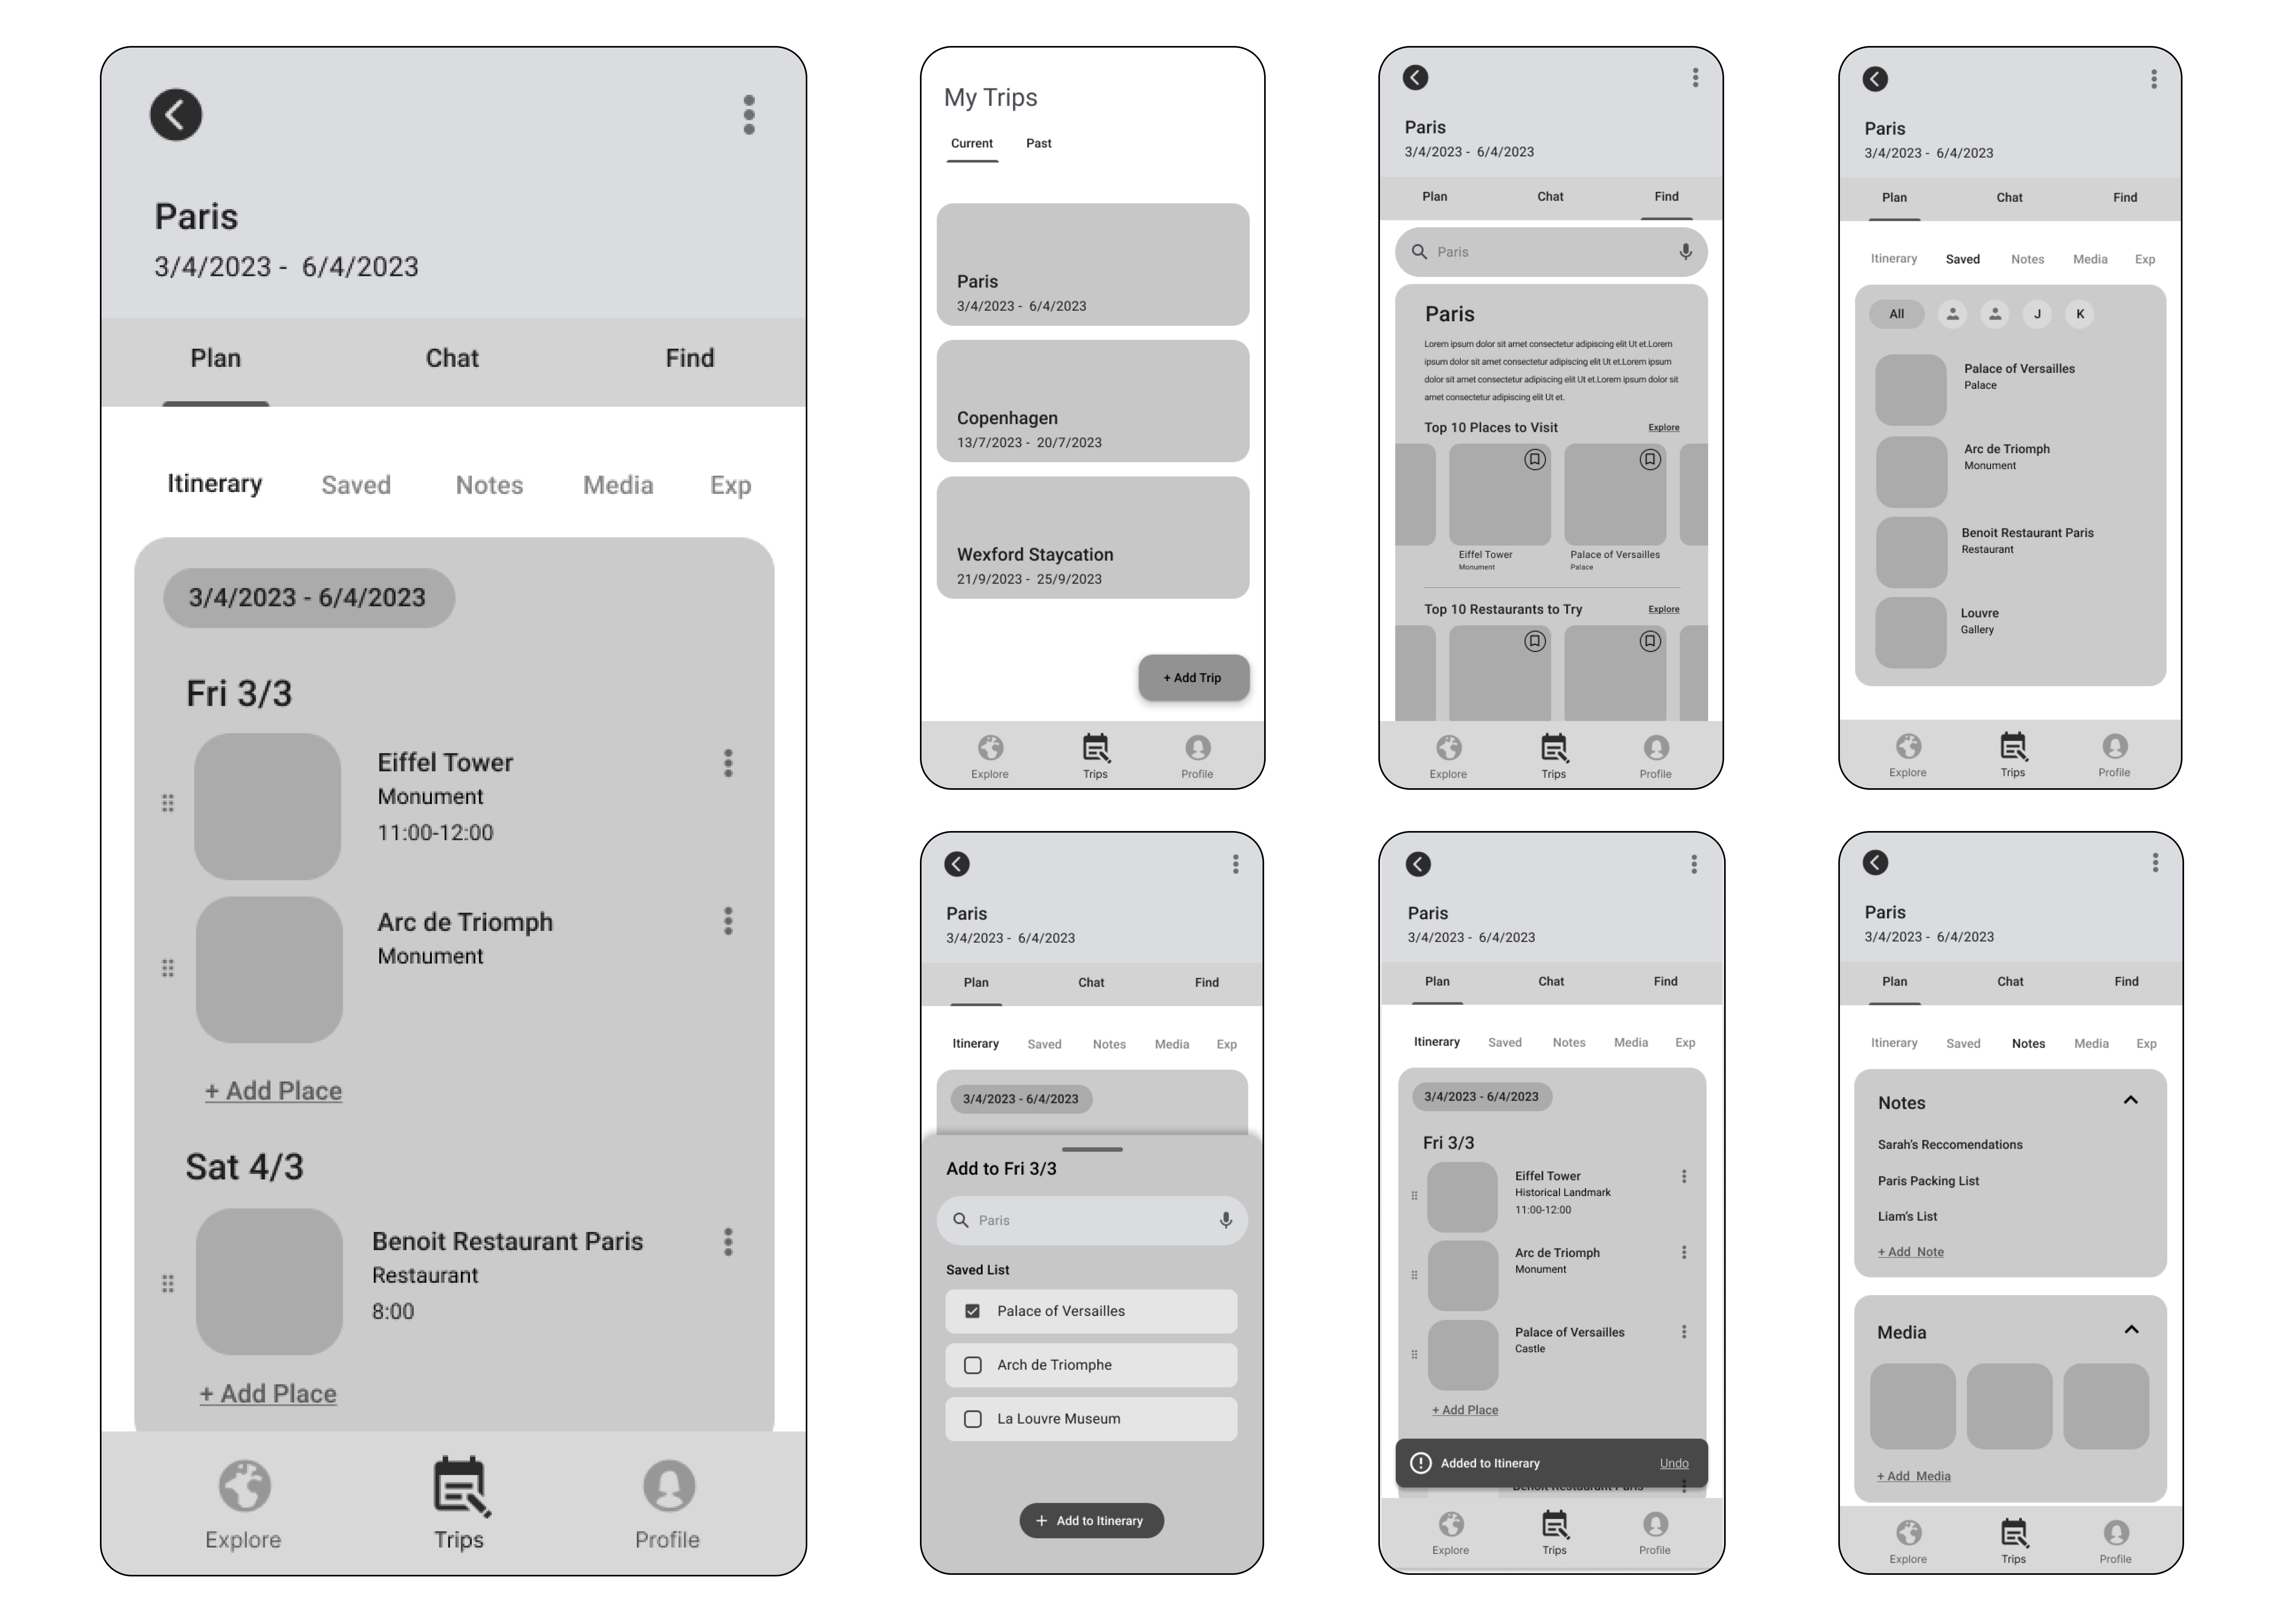 Paris
3/4/2023 - 6/4/2023
Plan Chat Find
Itinerary Saved Notes Media Exp
3/4/2023 - 6/4/2023
Fri 3/3
Eiffel Tower
Monument
11:00-12:00
Arc de Triomph
Monument
+ Add Place
Sat 4/3
Benoit Restaurant Paris
Restaurant
8:00
+ Add Place
Explore Trips Profile
My Trips
Current Past
Paris
3/4/2023 - 6/4/2023
Copenhagen
13/7/2023 - 20/7/2023
Wexford Staycation
21/9/2023 - 25/9/2023
+ Add Trip
Explore Trips Profile
Paris
3/4/2023 - 6/4/2023
Plan Chat Find
Paris
Paris
Lorem ipsum dolor sit amet consectetur adipiscing elit Ut et.Lorem
ipsum dolor sit amet consectetur adipiscing elit Ut et.Lorem ipsum
dolor sit amet consectetur adipiscing elit Ut et.Lorem ipsum dolor sit
amet consectetur adipiscing elit Ut et.
Top 10 Places to Visit Explore
Eiffel Tower Palace of Versailles
Monument Palace
Top 10 Restaurants to Try Explore
Explore Trips Profile
Paris
3/4/2023 - 6/4/2023
Plan Chat Find
Itinerary Saved Notes Media Exp
All J K
Palace of Versailles
Palace
Arc de Triomph
Monument
Benoit Restaurant Paris
Restaurant
Louvre
Gallery
Explore Trips Profile
Paris
3/4/2023 - 6/4/2023
Plan Chat Find
Itinerary Saved Notes Media Exp
3/4/2023 - 6/4/2023
Add to Fri 3/3
Paris
Saved List
Palace of Versailles
Arch de Triomphe
La Louvre Museum
+ Add to Itinerary
Paris
3/4/2023 - 6/4/2023
Plan Chat Find
Itinerary Saved Notes Media Exp
3/4/2023 - 6/4/2023
Fri 3/3
Eiffel Tower
Historical Landmark
11:00-12:00
Arc de Triomph
Monument
Palace of Versailles
Castle
+ Add Place
Added to Itinerary Undo
Benoit Restaurant Paris
Explore Trips Profile
Paris
3/4/2023 - 6/4/2023
Plan Chat Find
Itinerary Saved Notes Media Exp
Notes
Sarah's Reccomendations
Paris Packing List
Liam's List
+ Add Note
Media
+ Add Media
Explore Trips Profile